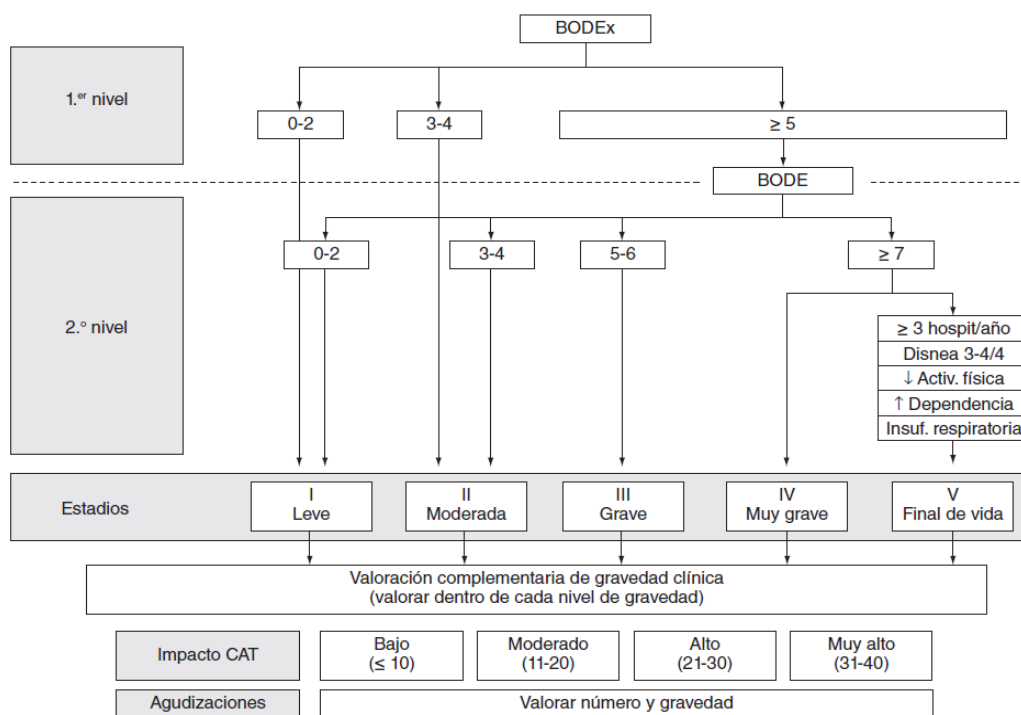 BODEx
1.er nivel
0-2
3-4
≥ 5
BODE
2.o nivel
0-2
3-4
5-6
≥ 7
≥ 3 hospit/año
Disnea 3-4/4
↓ Activ. física
↑ Dependencia
Insuf. respiratoria
Estadios
I
Leve
II
Moderada
III
Grave
IV
Muy grave
V
Final de vida
Valoración complementaria de gravedad clínica
(valorar dentro de cada nivel de gravedad)
Impacto CAT
Bajo
(≤ 10)
Moderado
(11-20)
Alto
(21-30)
Muy alto
(31-40)
Agudizaciones
Valorar número y gravedad